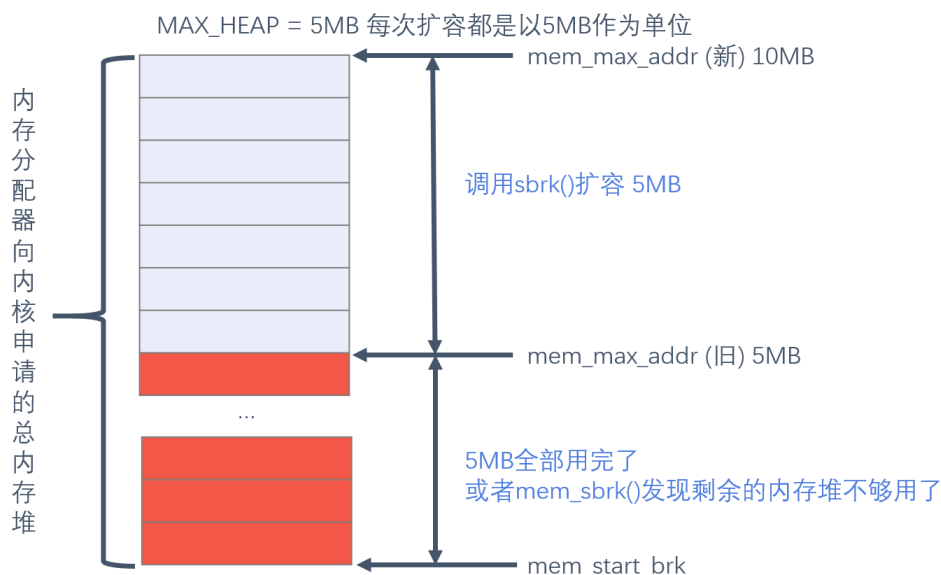 MAX_HEAP = 5MB 每次扩容都是以5MB作为单位
mem_max_addr (新) 10MB
内存分配器向内核申请的总内存堆
调用sbrk()扩容 5MB
mem_max_addr (旧) 5MB
...
5MB全部用完了
或者mem_sbrk()发现剩余的内存堆不够用了
mem_start_brk